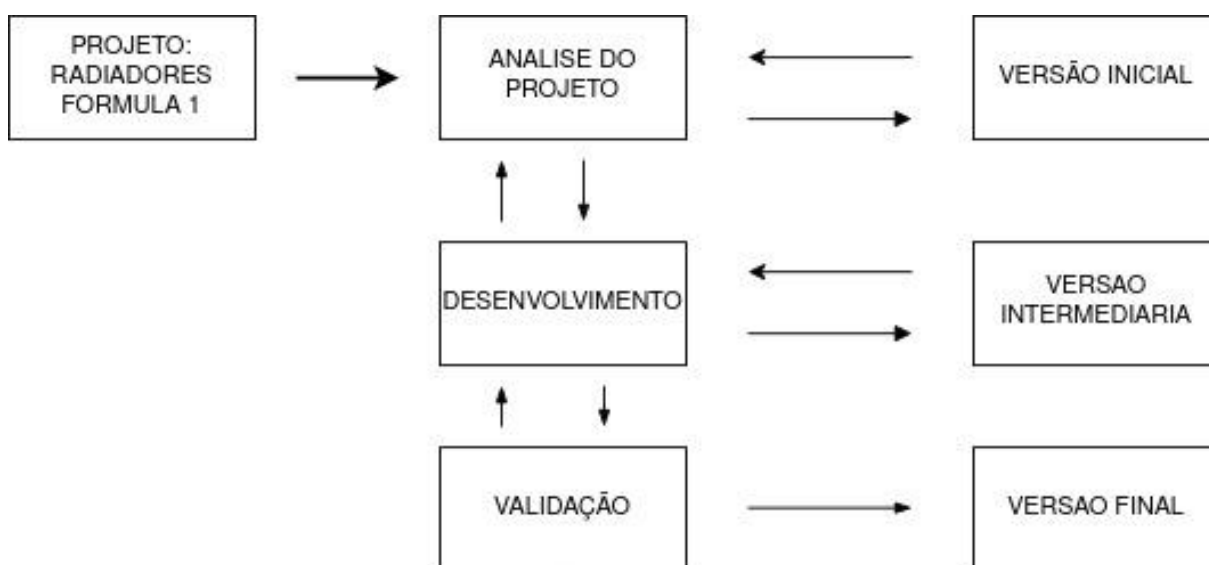 PROJETO:
RADIADORES
FORMULA 1
ANALISE DO
PROJETO
VERSÃO INICIAL
DESENVOLVIMENTO
VERSAO
INTERMEDIARIA
VALIDAÇÃO
VERSAO FINAL